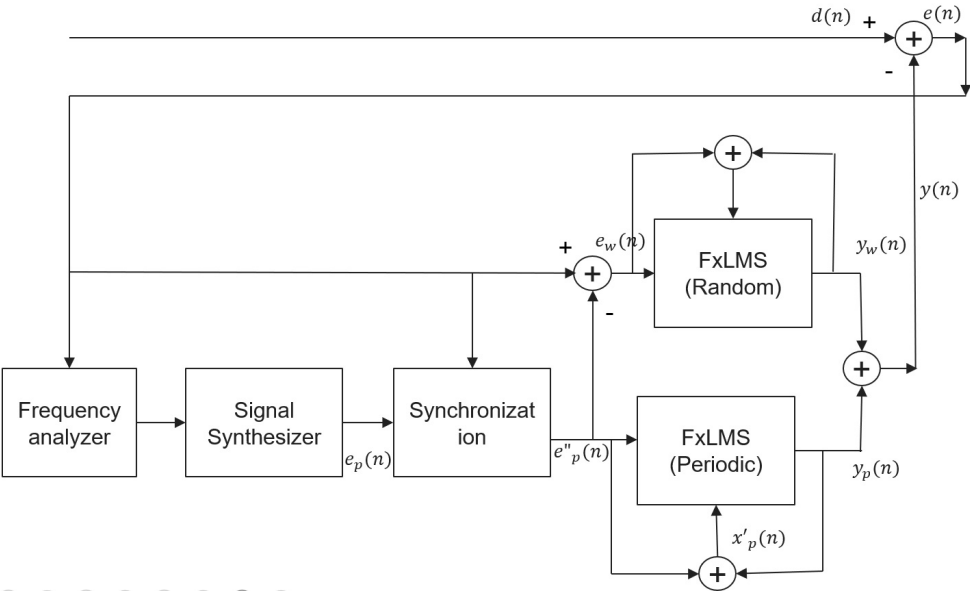 d(n) + e(n)
-
y(n)
+ e_w(n)
FxLMS
(Random)
y_w(n)
-
Frequency
analyzer
Signal
Synthesizer
Synchronizat
ion
e_p(n)
e"_p(n)
FxLMS
(Periodic)
y_p(n)
x'_p(n)
+
+
+
+
+